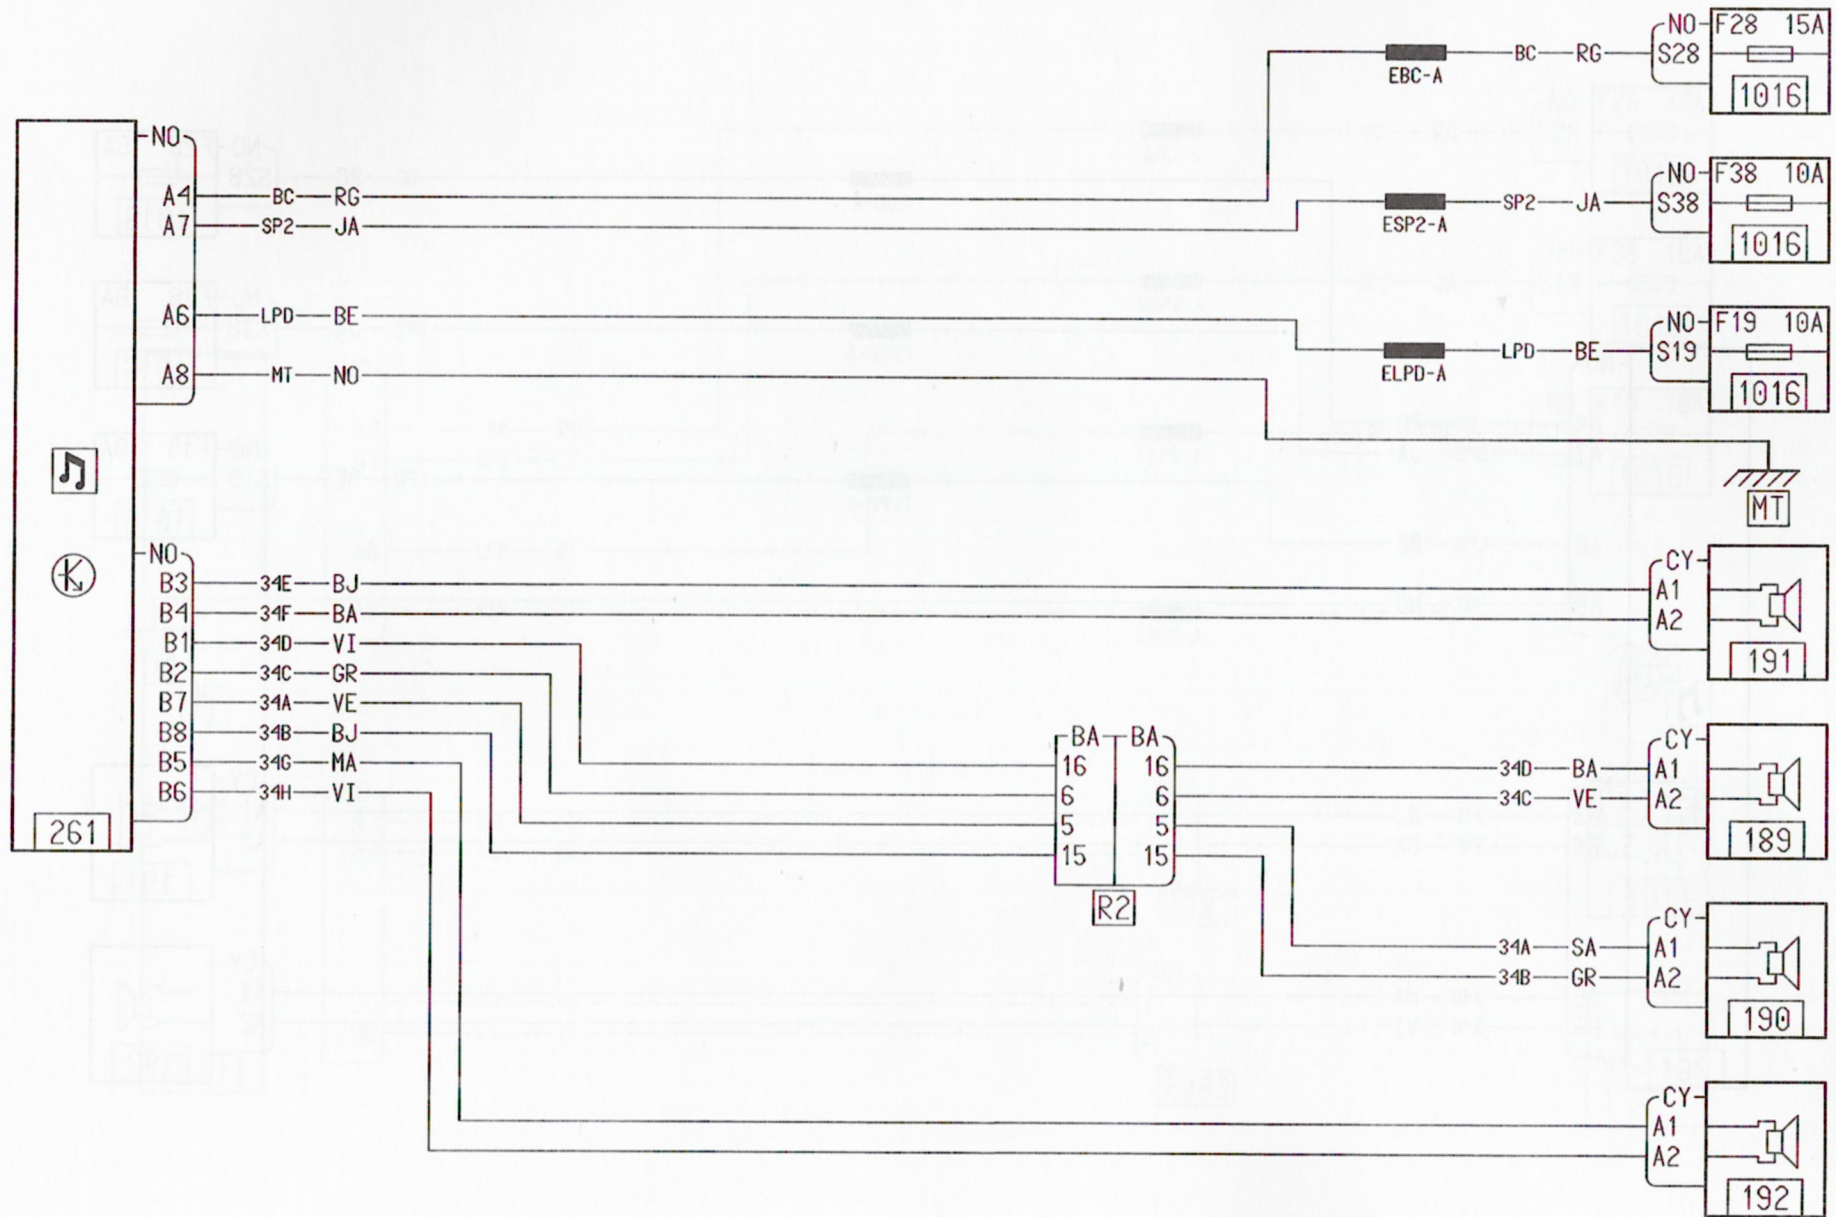 NO F28 15A
S28
BC RG
EBC-A
1016
NO
A4 BC RG
A7 SP2 JA
A6 LPD BE
A8 MT NO
NO F38 10A
S38
SP2 JA
ESP2-A
1016
NO F19 10A
S19
LPD BE
ELPD-A
1016
MT
NO
B3 34E BJ
B4 34F BA
B1 34D VI
B2 34C GR
B7 34A VE
B8 34B BJ
B5 34G MA
B6 34H VI
261
CY
A1
A2
191
BA BA
16 16
6 6
5 5
15 15
R2
CY
34D BA A1
34C VE A2
189
CY
34A SA A1
34B GR A2
190
CY
A1
A2
192